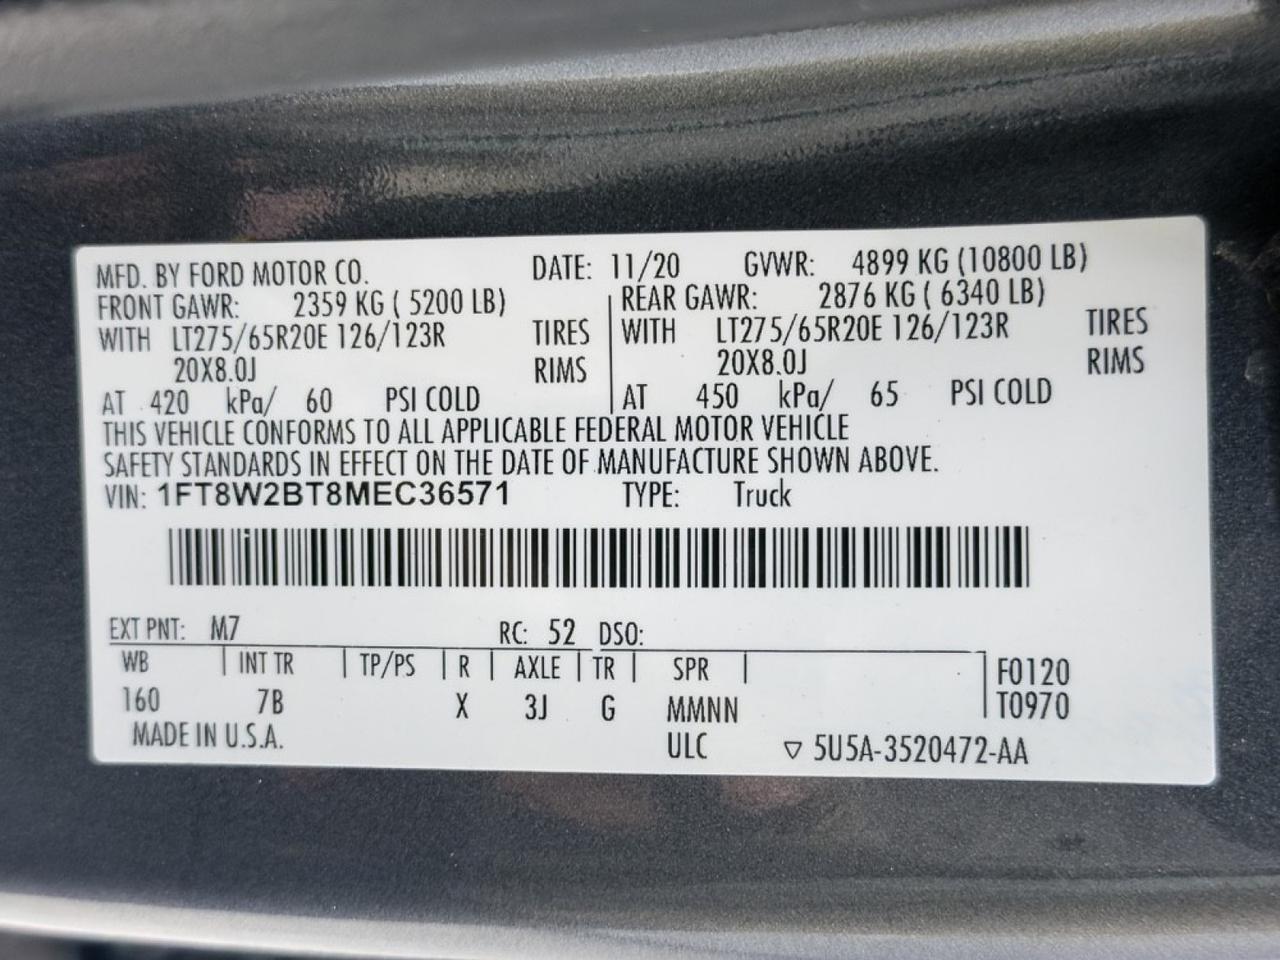 MFD. BY FORD MOTOR CO. DATE: 11/20 GVWR: 4899 KG (10800 LB)
FRONT GAWR: 2359 KG ( 5200 LB) REAR GAWR: 2876 KG ( 6340 LB)
WITH LT275/65R20E 126/123R TIRES WITH LT275/65R20E 126/123R TIRES
20X8.0J RIMS 20X8.0J RIMS
AT 420 kPa/ 60 PSI COLD AT 450 kPa/ 65 PSI COLD
THIS VEHICLE CONFORMS TO ALL APPLICABLE FEDERAL MOTOR VEHICLE
SAFETY STANDARDS IN EFFECT ON THE DATE OF MANUFACTURE SHOWN ABOVE.
VIN: 1FT8W2BT8MEC36571 TYPE: Truck
EXT PNT: M7 RC: 52 DSO:
WB INT TR TP/PS R AXLE TR SPR F0120
160 7B X 3J G MMNN T0970
MADE IN U.S.A. ULC ▽ 5U5A-3520472-AA